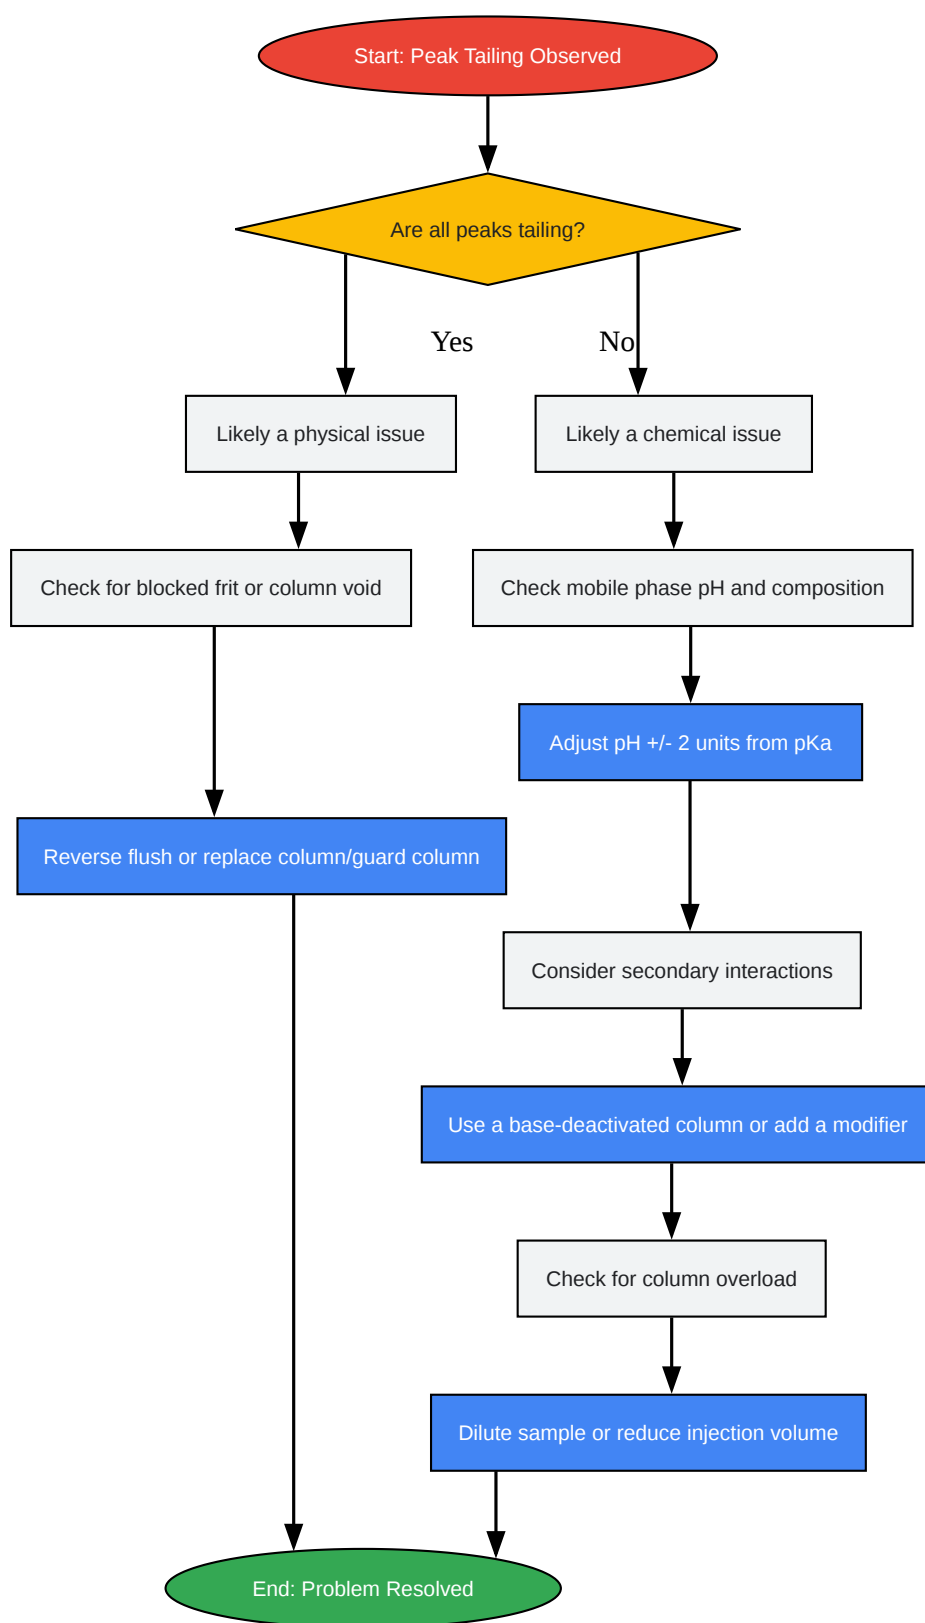 Start: Peak Tailing Observed
Are all peaks tailing?
Yes
No
Likely a physical issue
Likely a chemical issue
Check for blocked frit or column void
Check mobile phase pH and composition
Adjust pH +/- 2 units from pKa
Reverse flush or replace column/guard column
Consider secondary interactions
Use a base-deactivated column or add a modifier
Check for column overload
Dilute sample or reduce injection volume
End: Problem Resolved